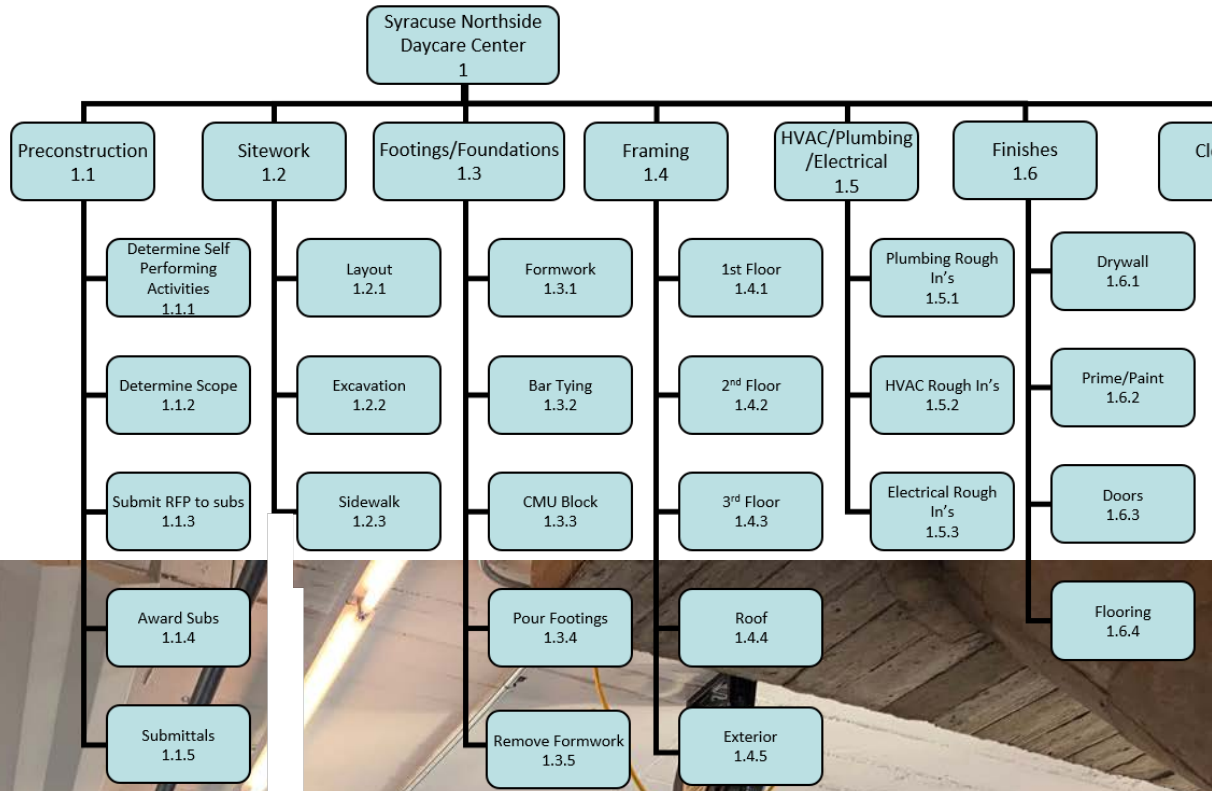 Syracuse Northside
Daycare Center
1
Preconstruction
1.1
Sitework
1.2
Footings/Foundations
1.3
Framing
1.4
HVAC/Plumbing
/Electrical
1.5
Finishes
1.6
Determine Self
Performing
Activities
1.1.1
Determine Scope
1.1.2
Submit RFP to subs
1.1.3
Award Subs
1.1.4
Submittals
1.1.5
Layout
1.2.1
Excavation
1.2.2
Sidewalk
1.2.3
Formwork
1.3.1
Bar Tying
1.3.2
CMU Block
1.3.3
Pour Footings
1.3.4
Remove Formwork
1.3.5
1st Floor
1.4.1
2nd Floor
1.4.2
3rd Floor
1.4.3
Roof
1.4.4
Exterior
1.4.5
Plumbing Rough
In's
1.5.1
HVAC Rough In's
1.5.2
Electrical Rough
In's
1.5.3
Drywall
1.6.1
Prime/Paint
1.6.2
Doors
1.6.3
Flooring
1.6.4